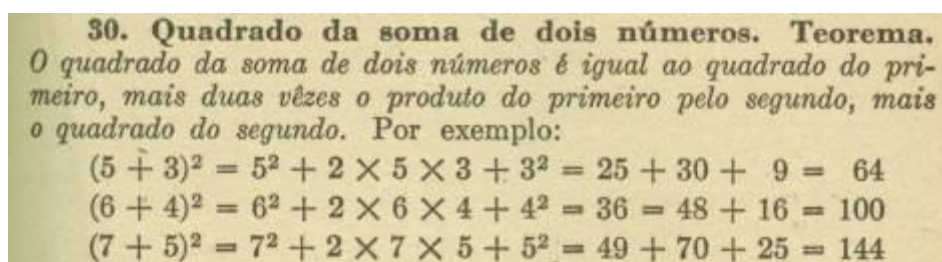 30. Quadrado da soma de dois números. Teorema.
O quadrado da soma de dois números é igual ao quadrado do pri-
meiro, mais duas vêzes o produto do primeiro pelo segundo, mais
o quadrado do segundo. Por exemplo:
(5 + 3)² = 5² + 2 × 5 × 3 + 3² = 25 + 30 + 9 = 64
(6 + 4)² = 6² + 2 × 6 × 4 + 4² = 36 = 48 + 16 = 100
(7 + 5)² = 7² + 2 × 7 × 5 + 5² = 49 + 70 + 25 = 144